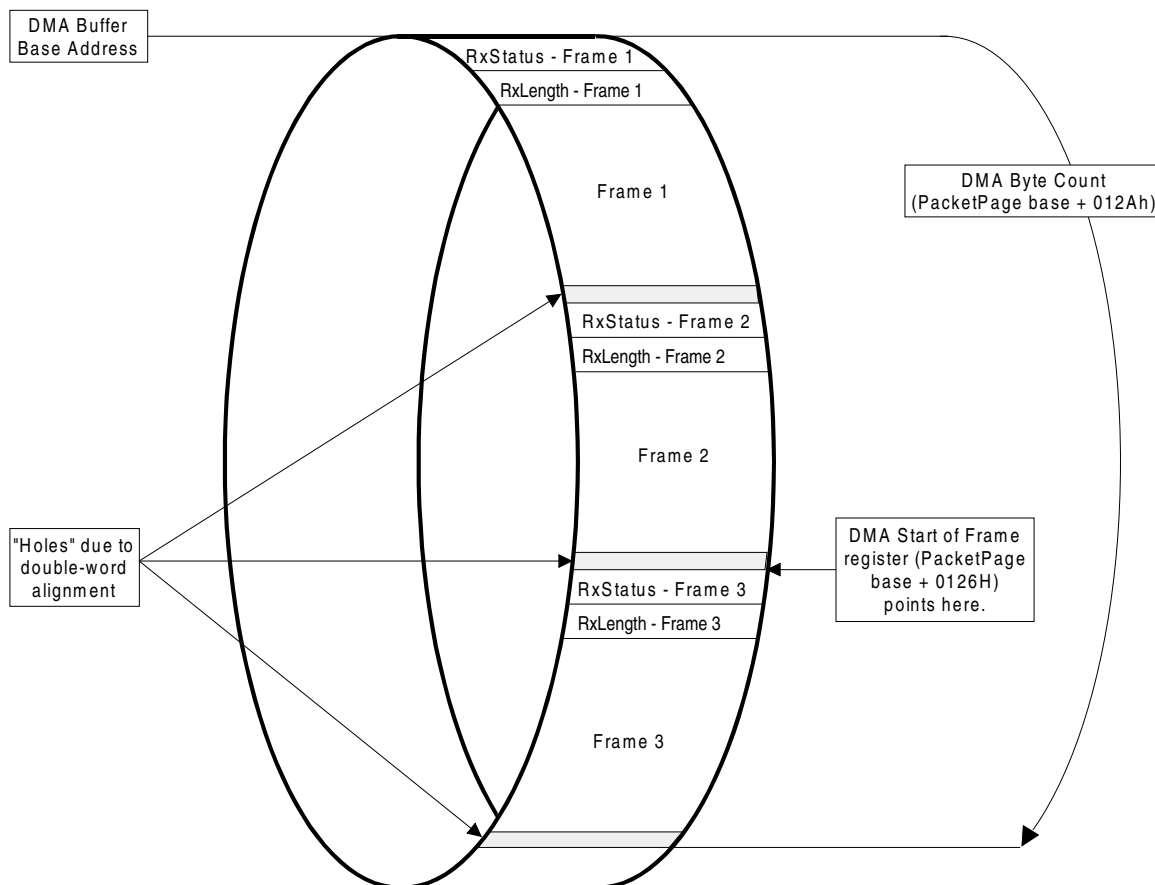 DMA Buffer
Base Address
RxStatus - Frame 1
RxLength - Frame 1
Frame 1
DMA Byte Count
(PacketPage base + 012Ah)
RxStatus - Frame 2
RxLength - Frame 2
Frame 2
"Holes" due to
double-word
alignment
DMA Start of Frame
register (PacketPage
base + 0126H)
points here.
RxStatus - Frame 3
RxLength - Frame 3
Frame 3